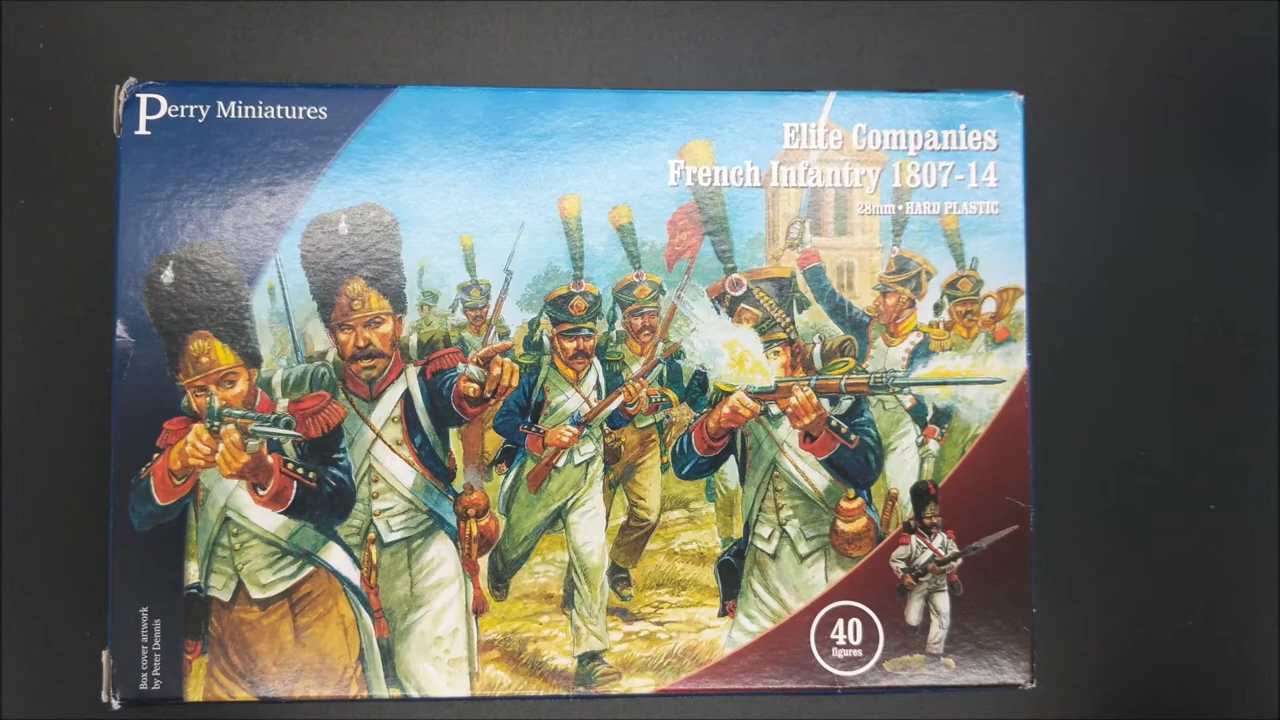 Perry Miniatures
Elite Companies
French Infantry 1807-14
28mm • HARD PLASTIC
40
figures
Box cover artwork
by Peter Dennis